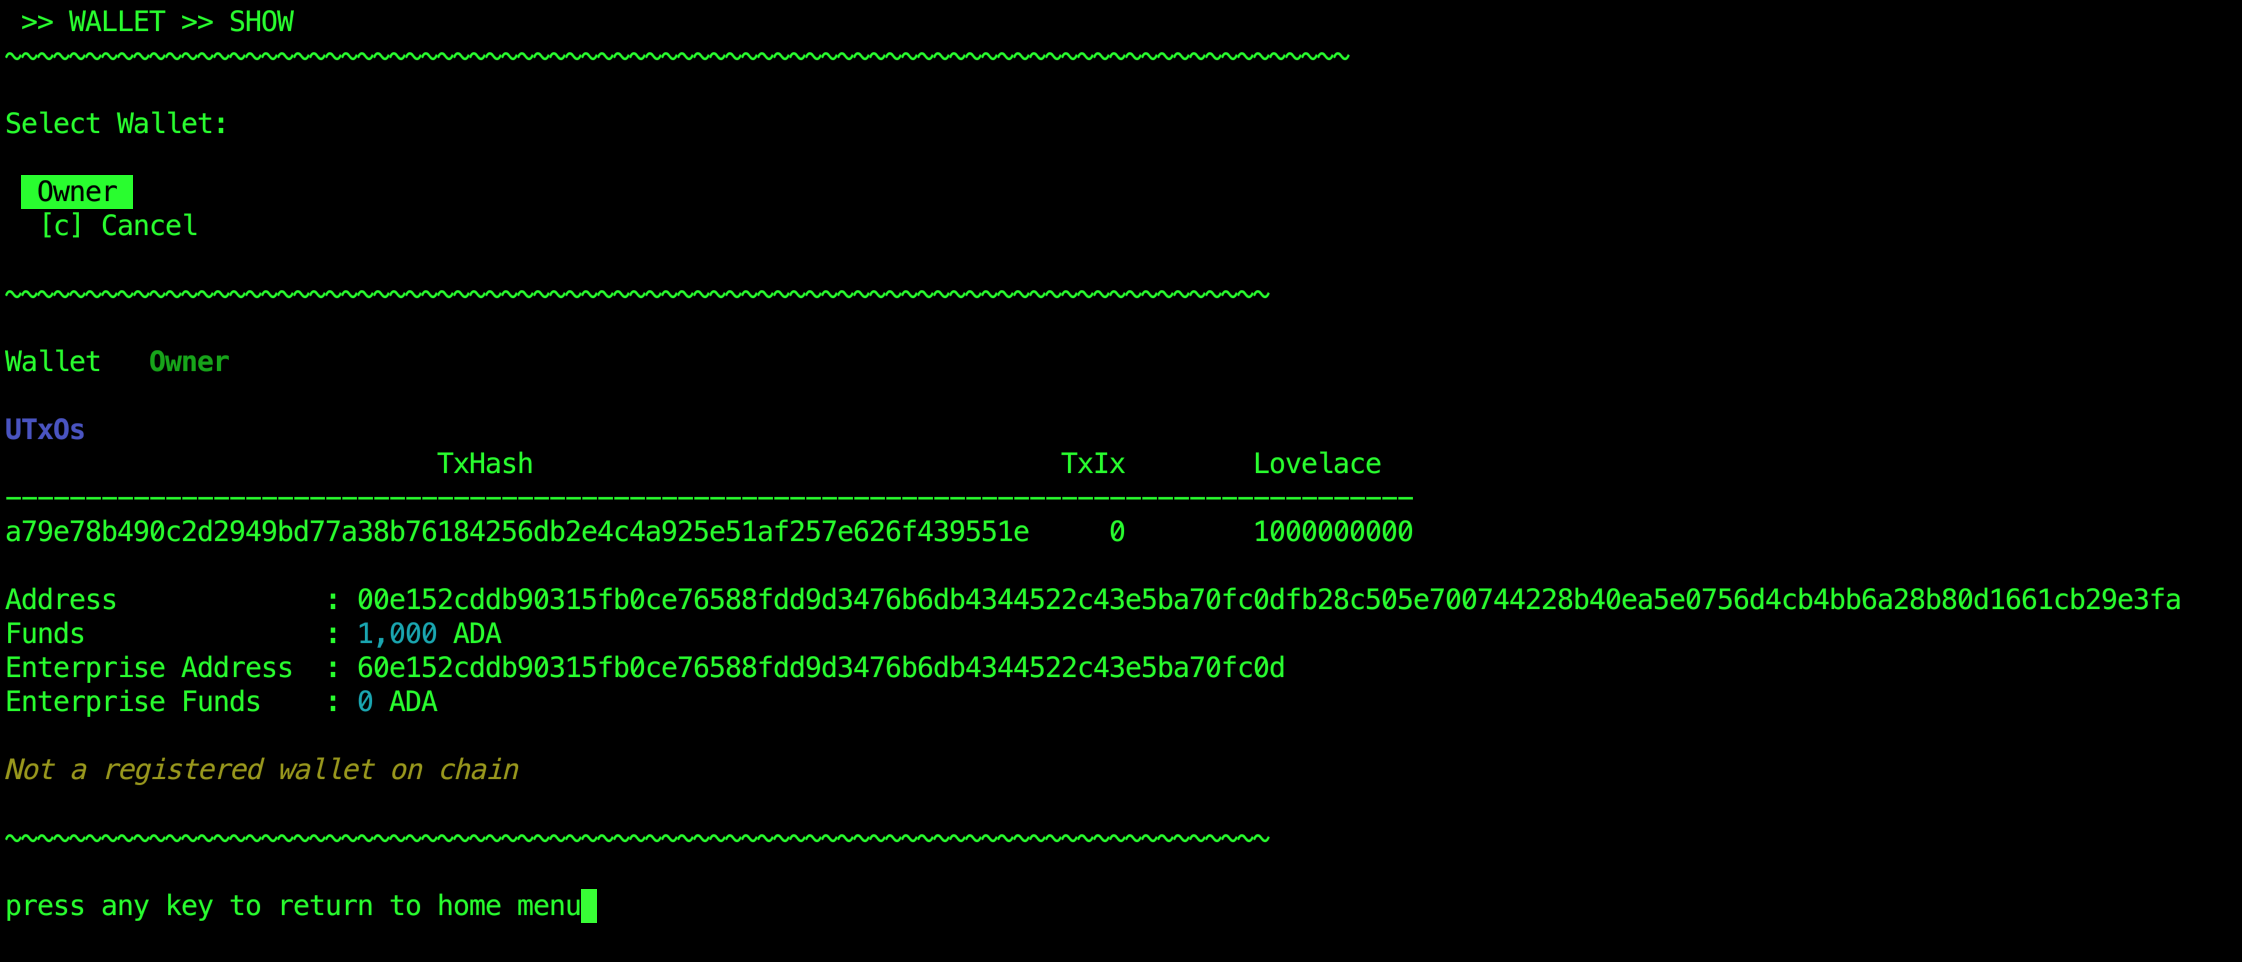 >> WALLET >> SHOW
~~~~~~~~~~~~~~~~~~~~~~~~~~~~~~~~~~~~~~~~~~~~~~~~~~~~~~~~~~~~~~~~~~~~~~~~~~~~~~~~~~~~
Select Wallet:
Owner
[c] Cancel
~~~~~~~~~~~~~~~~~~~~~~~~~~~~~~~~~~~~~~~~~~~~~~~~~~~~~~~~~~~~~~~~~~~~~~~~~~~~~~~
Wallet   Owner
UTxOs
TxHash   TxIx   Lovelace
----------------------------------------------------------------------------------------
a79e78b490c2d2949bd77a38b76184256db2e4c4a925e51af257e626f439551e   0   1000000000
Address : 00e152cddb90315fb0ce76588fdd9d3476b6db4344522c43e5ba70fc0dfb28c505e700744228b40ea5e0756d4cb4bb6a28b80d1661cb29e3fa
Funds : 1,000 ADA
Enterprise Address : 60e152cddb90315fb0ce76588fdd9d3476b6db4344522c43e5ba70fc0d
Enterprise Funds : 0 ADA
Not a registered wallet on chain
~~~~~~~~~~~~~~~~~~~~~~~~~~~~~~~~~~~~~~~~~~~~~~~~~~~~~~~~~~~~~~~~~~~~~~~~~~~~~~~
press any key to return to home menu